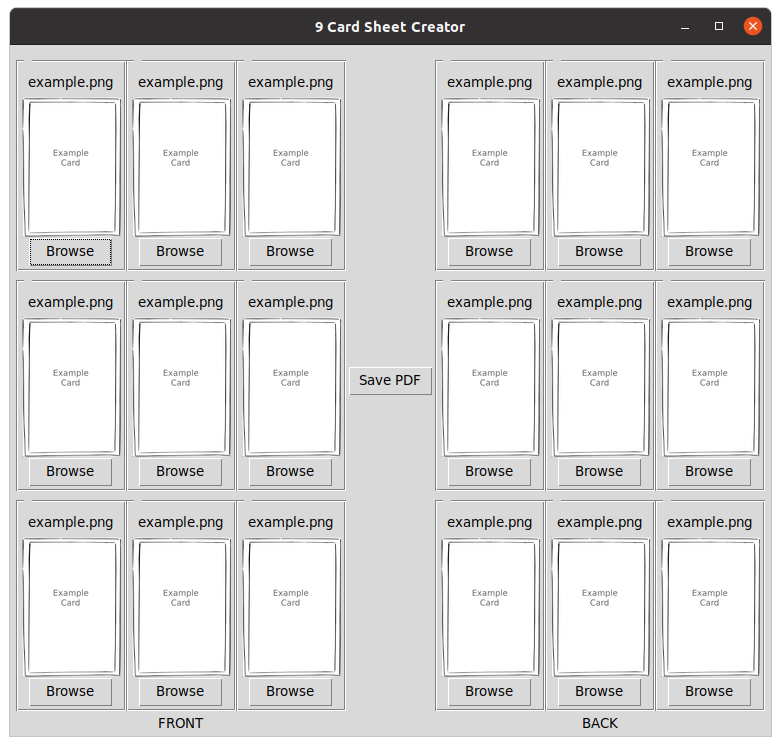 9 Card Sheet Creator
example.png example.png example.png example.png example.png example.png
Example Example Example Example Example Example
Card Card Card Card Card Card
Browse Browse Browse Browse Browse Browse
example.png example.png example.png example.png example.png example.png
Example Example Example Example Example Example
Card Card Card Card Card Card
Save PDF
Browse Browse Browse Browse Browse Browse
example.png example.png example.png example.png example.png example.png
Example Example Example Example Example Example
Card Card Card Card Card Card
Browse Browse Browse Browse Browse Browse
FRONT BACK